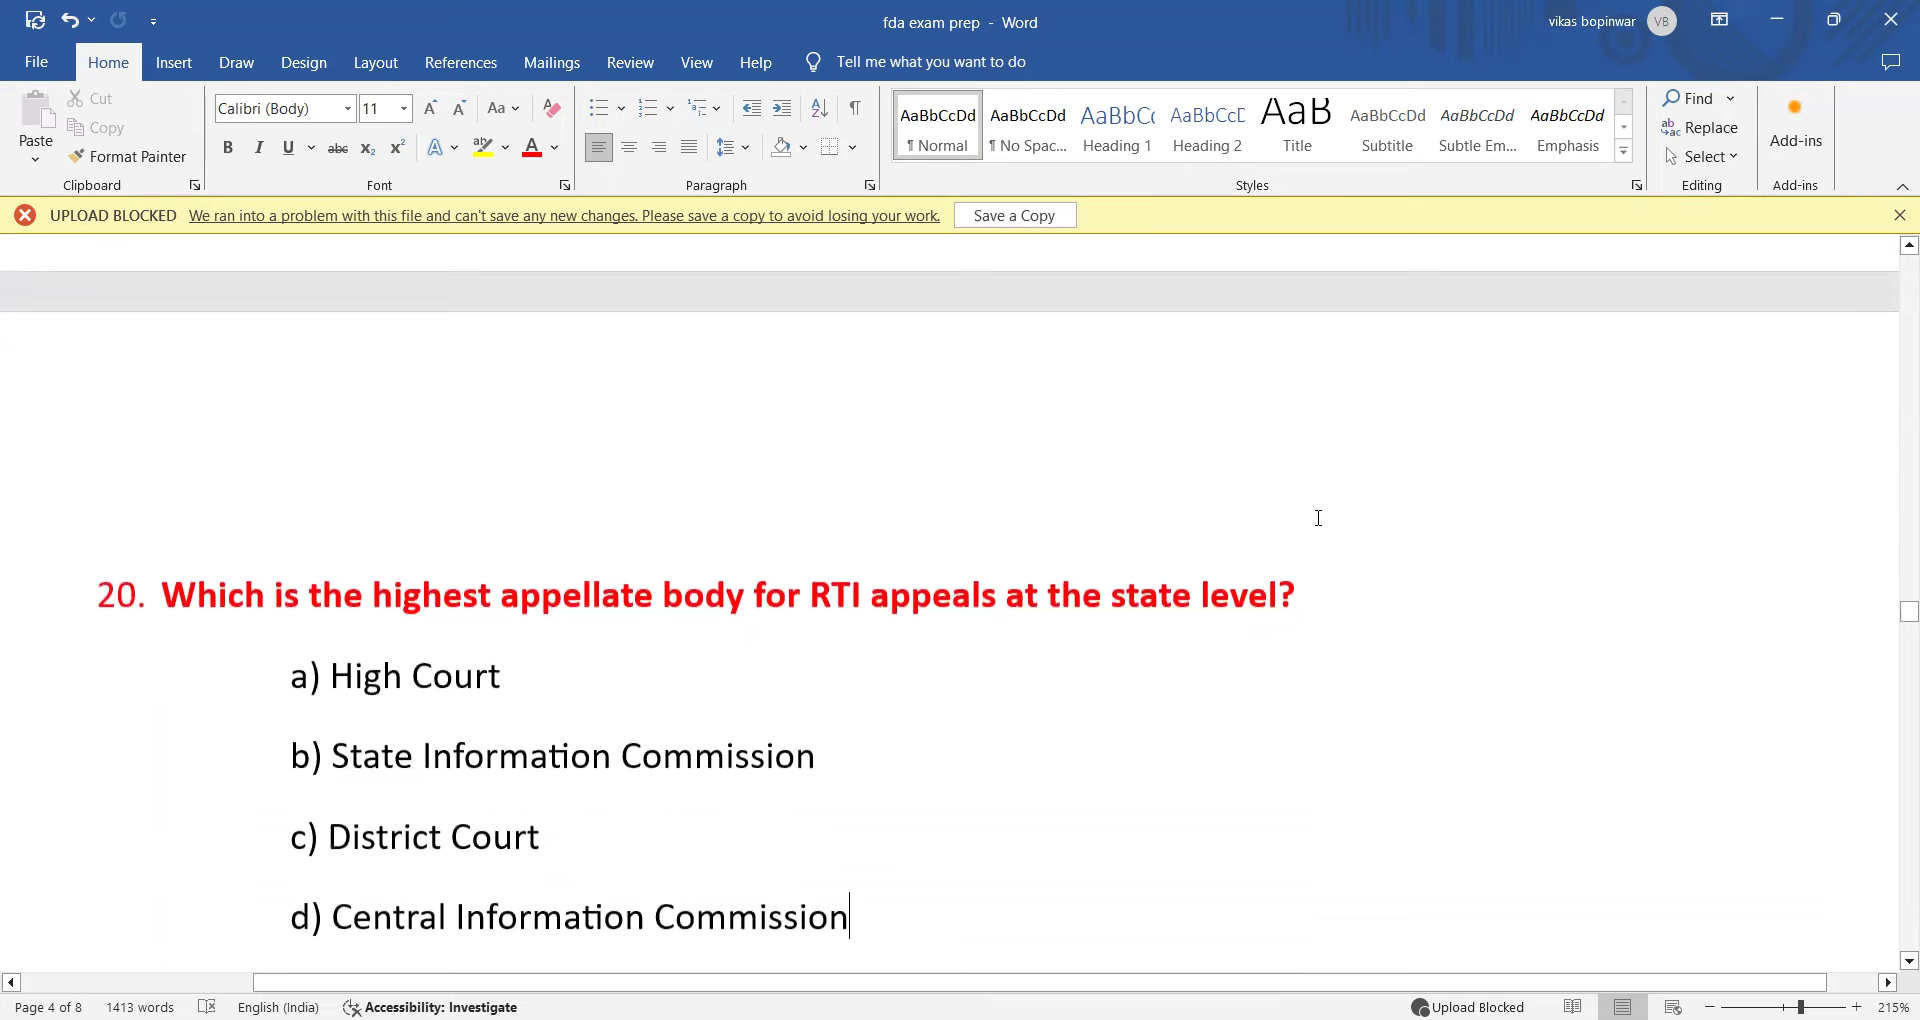 fda exam prep - Word
vikas bopinwar VB
File Home Insert Draw Design Layout References Mailings Review View Help Tell me what you want to do
Paste
Cut
Copy
Format Painter
Clipboard
Calibri (Body) 11 Aa
B I U abc x₂ x² A ab A
Font
Paragraph
AaBbCcDd AaBbCcDd AaBbCc AaBbCcD AaB AaBbCcDd AaBbCcDd AaBbCcDd
¶ Normal ¶ No Spac... Heading 1 Heading 2 Title Subtitle Subtle Em... Emphasis
Styles
Find
Replace
Select
Editing
Add-ins
Add-ins
UPLOAD BLOCKED We ran into a problem with this file and can't save any new changes. Please save a copy to avoid losing your work. Save a Copy
20. Which is the highest appellate body for RTI appeals at the state level?
a) High Court
b) State Information Commission
c) District Court
d) Central Information Commission
Page 4 of 8 1413 words English (India) Accessibility: Investigate Upload Blocked 215%